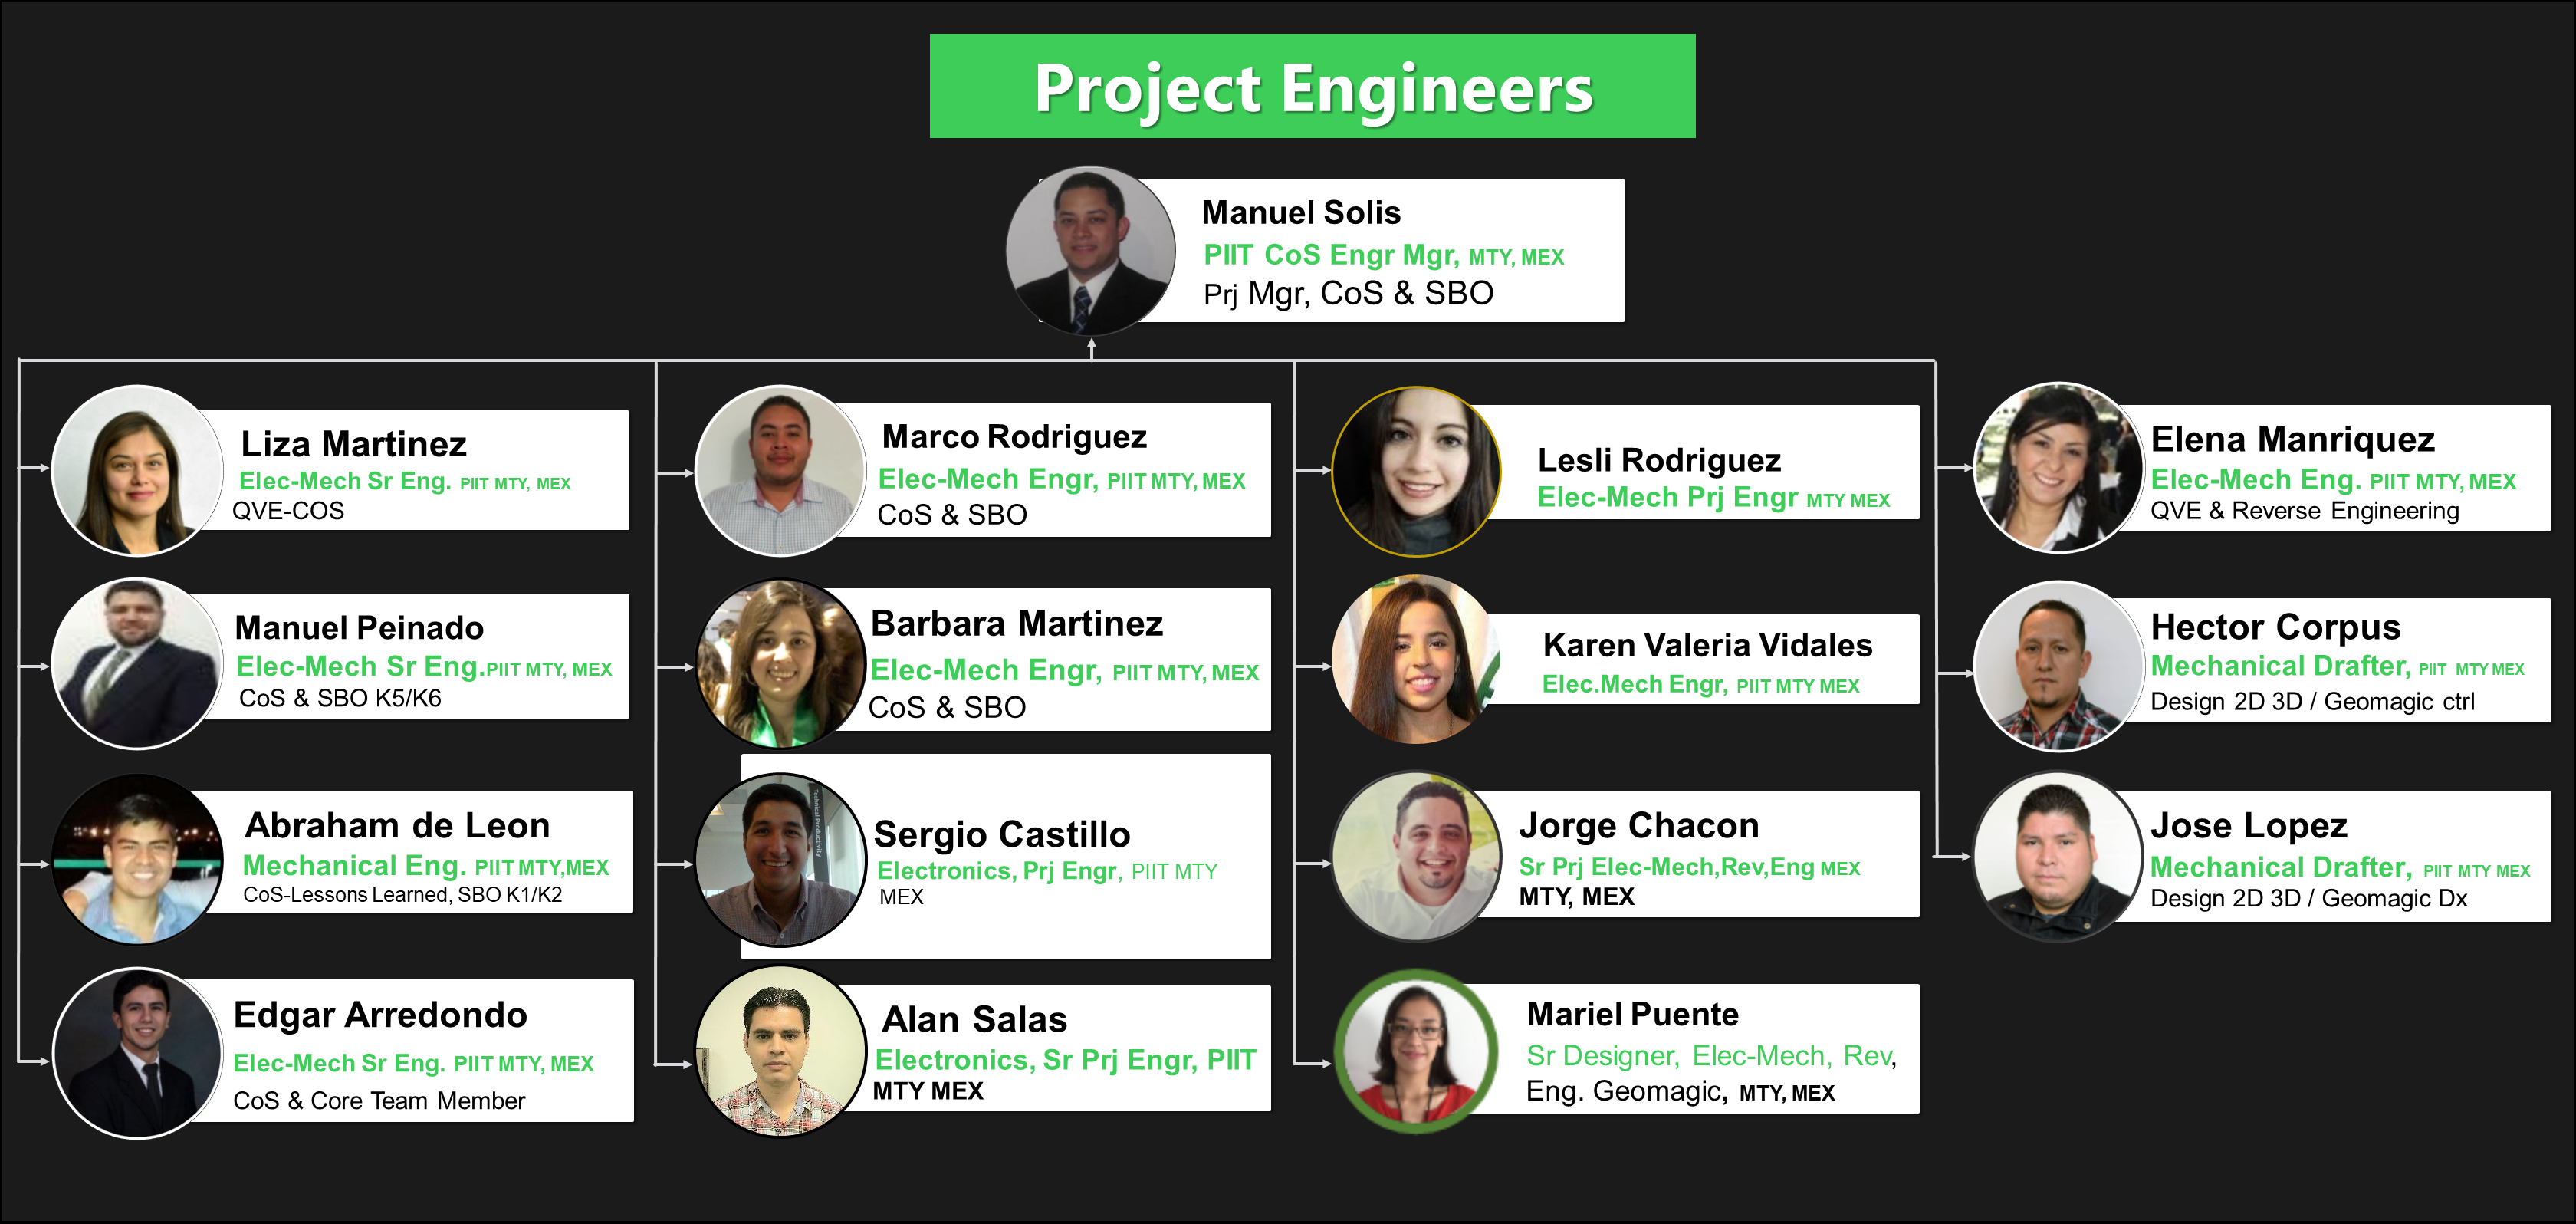 Project Engineers
Manuel Solis
PIIT CoS Engr Mgr, MTY, MEX
Prj Mgr, CoS & SBO
Liza Martinez
Elec-Mech Sr Eng. PIIT MTY, MEX
QVE-COS
Manuel Peinado
Elec-Mech Sr Eng.PIIT MTY, MEX
CoS & SBO K5/K6
Abraham de Leon
Mechanical Eng. PIIT MTY,MEX
CoS-Lessons Learned, SBO K1/K2
Edgar Arredondo
Elec-Mech Sr Eng. PIIT MTY, MEX
CoS & Core Team Member
Marco Rodriguez
Elec-Mech Engr, PIIT MTY, MEX
CoS & SBO
Barbara Martinez
Elec-Mech Engr, PIIT MTY, MEX
CoS & SBO
Technical Productivity
Sergio Castillo
Electronics, Prj Engr, PIIT MTY
MEX
Alan Salas
Electronics, Sr Prj Engr, PIIT
MTY MEX
Lesli Rodriguez
Elec-Mech Prj Engr MTY MEX
Karen Valeria Vidales
Elec.Mech Engr, PIIT MTY MEX
Jorge Chacon
Sr Prj Elec-Mech,Rev,Eng MEX
MTY, MEX
Mariel Puente
Sr Designer, Elec-Mech, Rev,
Eng. Geomagic, MTY, MEX
Elena Manriquez
Elec-Mech Eng. PIIT MTY, MEX
QVE & Reverse Engineering
Hector Corpus
Mechanical Drafter, PIIT MTY MEX
Design 2D 3D / Geomagic ctrl
Jose Lopez
Mechanical Drafter, PIIT MTY MEX
Design 2D 3D / Geomagic Dx